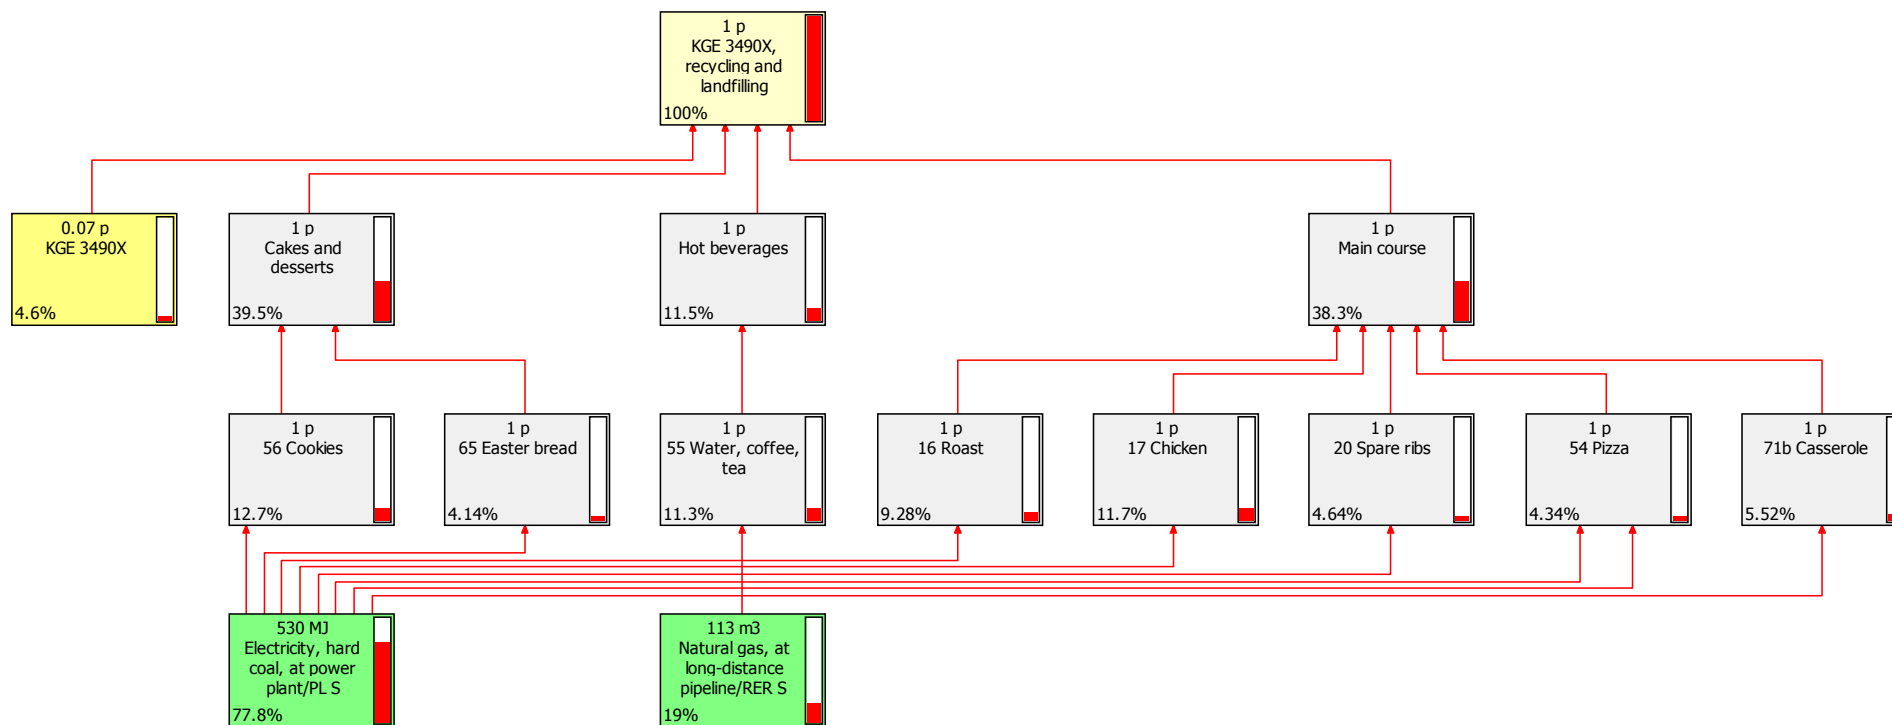 1 p
KGE 3490X,
recycling and
landfilling
100%
0.07 p
KGE 3490X
4.6%
1 p
Cakes and
desserts
39.5%
1 p
Hot beverages
11.5%
1 p
Main course
38.3%
1 p
56 Cookies
12.7%
1 p
65 Easter bread
4.14%
1 p
55 Water, coffee,
tea
11.3%
1 p
16 Roast
9.28%
1 p
17 Chicken
11.7%
1 p
20 Spare ribs
4.64%
1 p
54 Pizza
4.34%
1 p
71b Casserole
5.52%
530 MJ
Electricity, hard
coal, at power
plant/PL S
77.8%
113 m3
Natural gas, at
long-distance
pipeline/RER S
19%